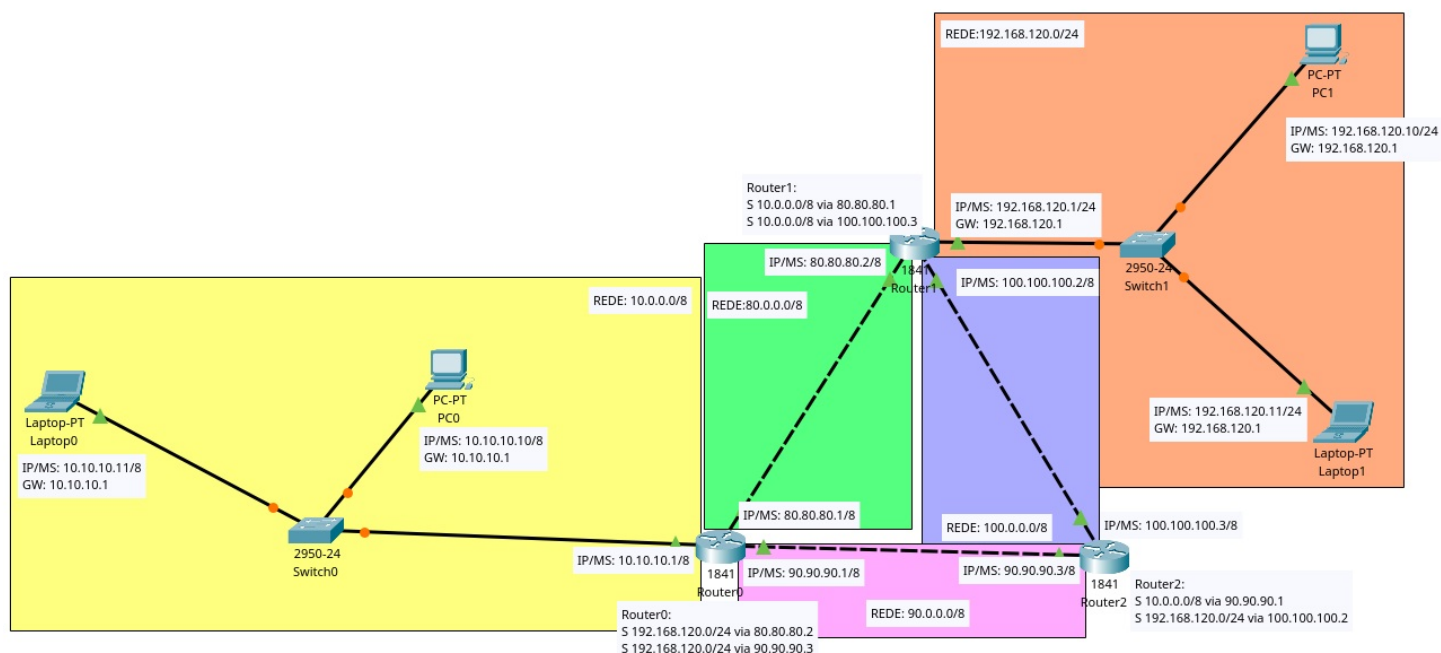 REDE:192.168.120.0/24
PC-PT
PC1
IP/MS: 192.168.120.10/24
GW: 192.168.120.1
Router1:
S 10.0.0.0/8 via 80.80.80.1
S 10.0.0.0/8 via 100.100.100.3
IP/MS: 192.168.120.1/24
GW: 192.168.120.1
2950-24
Switch1
1841
Router1
IP/MS: 80.80.80.2/8
IP/MS: 100.100.100.2/8
REDE: 10.0.0.0/8
REDE:80.0.0.0/8
PC-PT
PC0
IP/MS: 10.10.10.10/8
GW: 10.10.10.1
Laptop-PT
Laptop0
IP/MS: 10.10.10.11/8
GW: 10.10.10.1
IP/MS: 192.168.120.11/24
GW: 192.168.120.1
Laptop-PT
Laptop1
IP/MS: 80.80.80.1/8
REDE: 100.0.0.0/8
IP/MS: 100.100.100.3/8
2950-24
Switch0
IP/MS: 10.10.10.1/8
1841
Router0
IP/MS: 90.90.90.1/8
IP/MS: 90.90.90.3/8
1841
Router2
Router2:
S 10.0.0.0/8 via 90.90.90.1
S 192.168.120.0/24 via 100.100.100.2
REDE: 90.0.0.0/8
Router0:
S 192.168.120.0/24 via 80.80.80.2
S 192.168.120.0/24 via 90.90.90.3